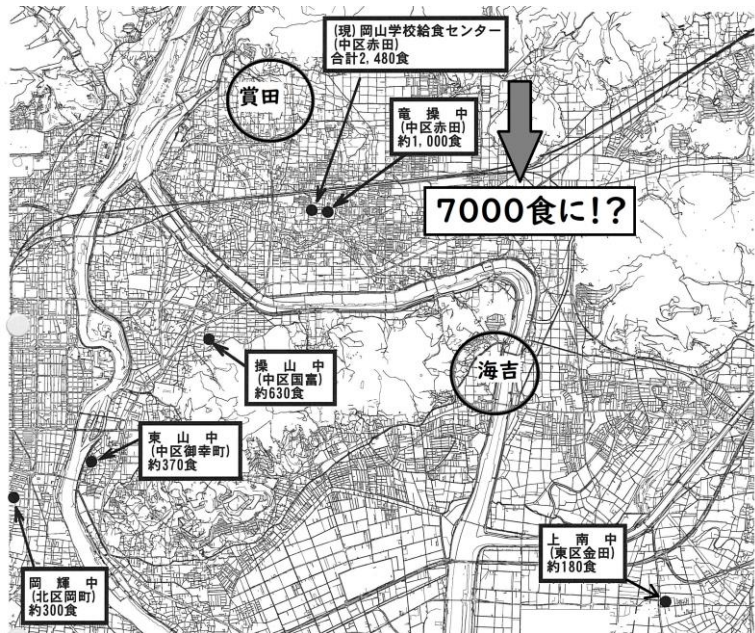 (現)岡山学校給食センター
(中区赤田)
合計2,480食
賞田
竜操中
(中区赤田)
約1,000食
7000食に!?
操山中
(中区国富)
約630食
海吉
東山中
(中区御幸町)
約370食
上南中
(東区金田)
約180食
岡輝中
(北区岡町)
約300食